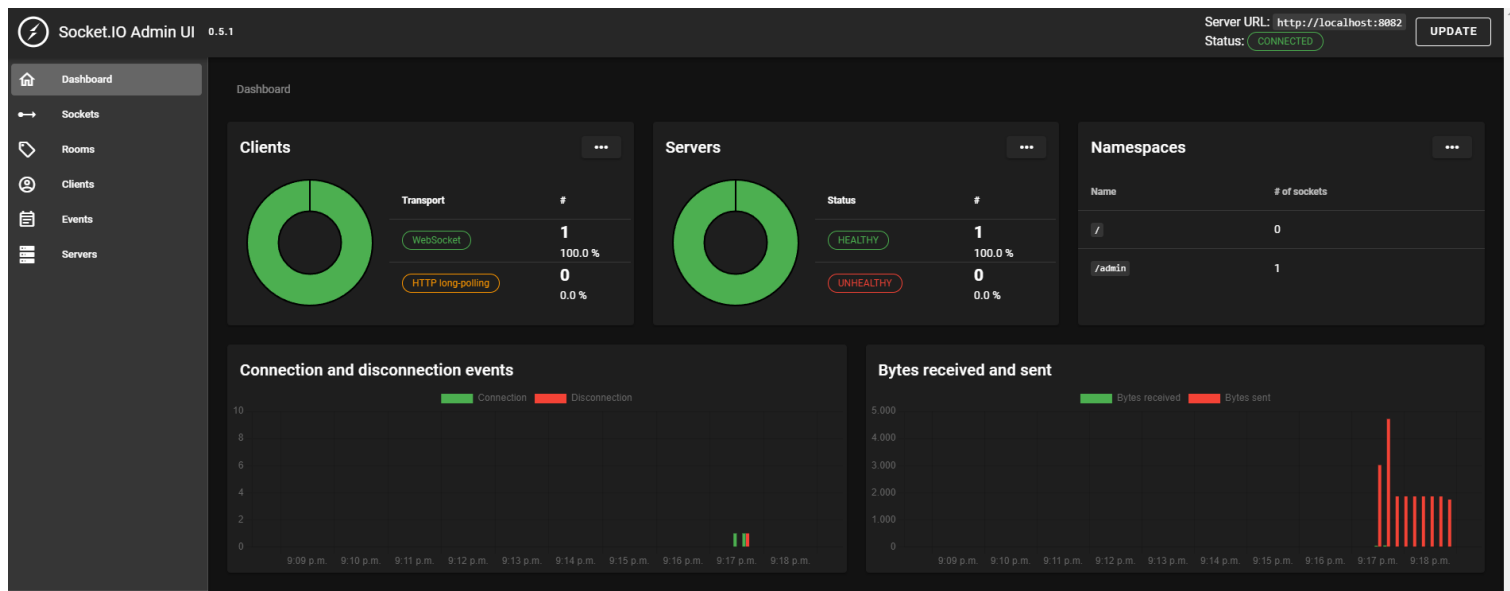 Socket.IO Admin UI 0.5.1
Server URL: http://localhost:8082
Status: CONNECTED
UPDATE
Dashboard
Sockets
Rooms
Clients
Events
Servers
Dashboard
Clients
•••
Transport #
WebSocket 1
100.0 %
HTTP long-polling 0
0.0 %
Servers
•••
Status #
HEALTHY 1
100.0 %
UNHEALTHY 0
0.0 %
Namespaces
•••
Name # of sockets
/ 0
/admin 1
Connection and disconnection events
Connection Disconnection
10
8
6
4
2
0
9:09 p.m. 9:10 p.m. 9:11 p.m. 9:12 p.m. 9:13 p.m. 9:14 p.m. 9:15 p.m. 9:16 p.m. 9:17 p.m. 9:18 p.m.
Bytes received and sent
Bytes received Bytes sent
5.000
4.000
3.000
2.000
1.000
0
9:09 p.m. 9:10 p.m. 9:11 p.m. 9:12 p.m. 9:13 p.m. 9:14 p.m. 9:15 p.m. 9:16 p.m. 9:17 p.m. 9:18 p.m.